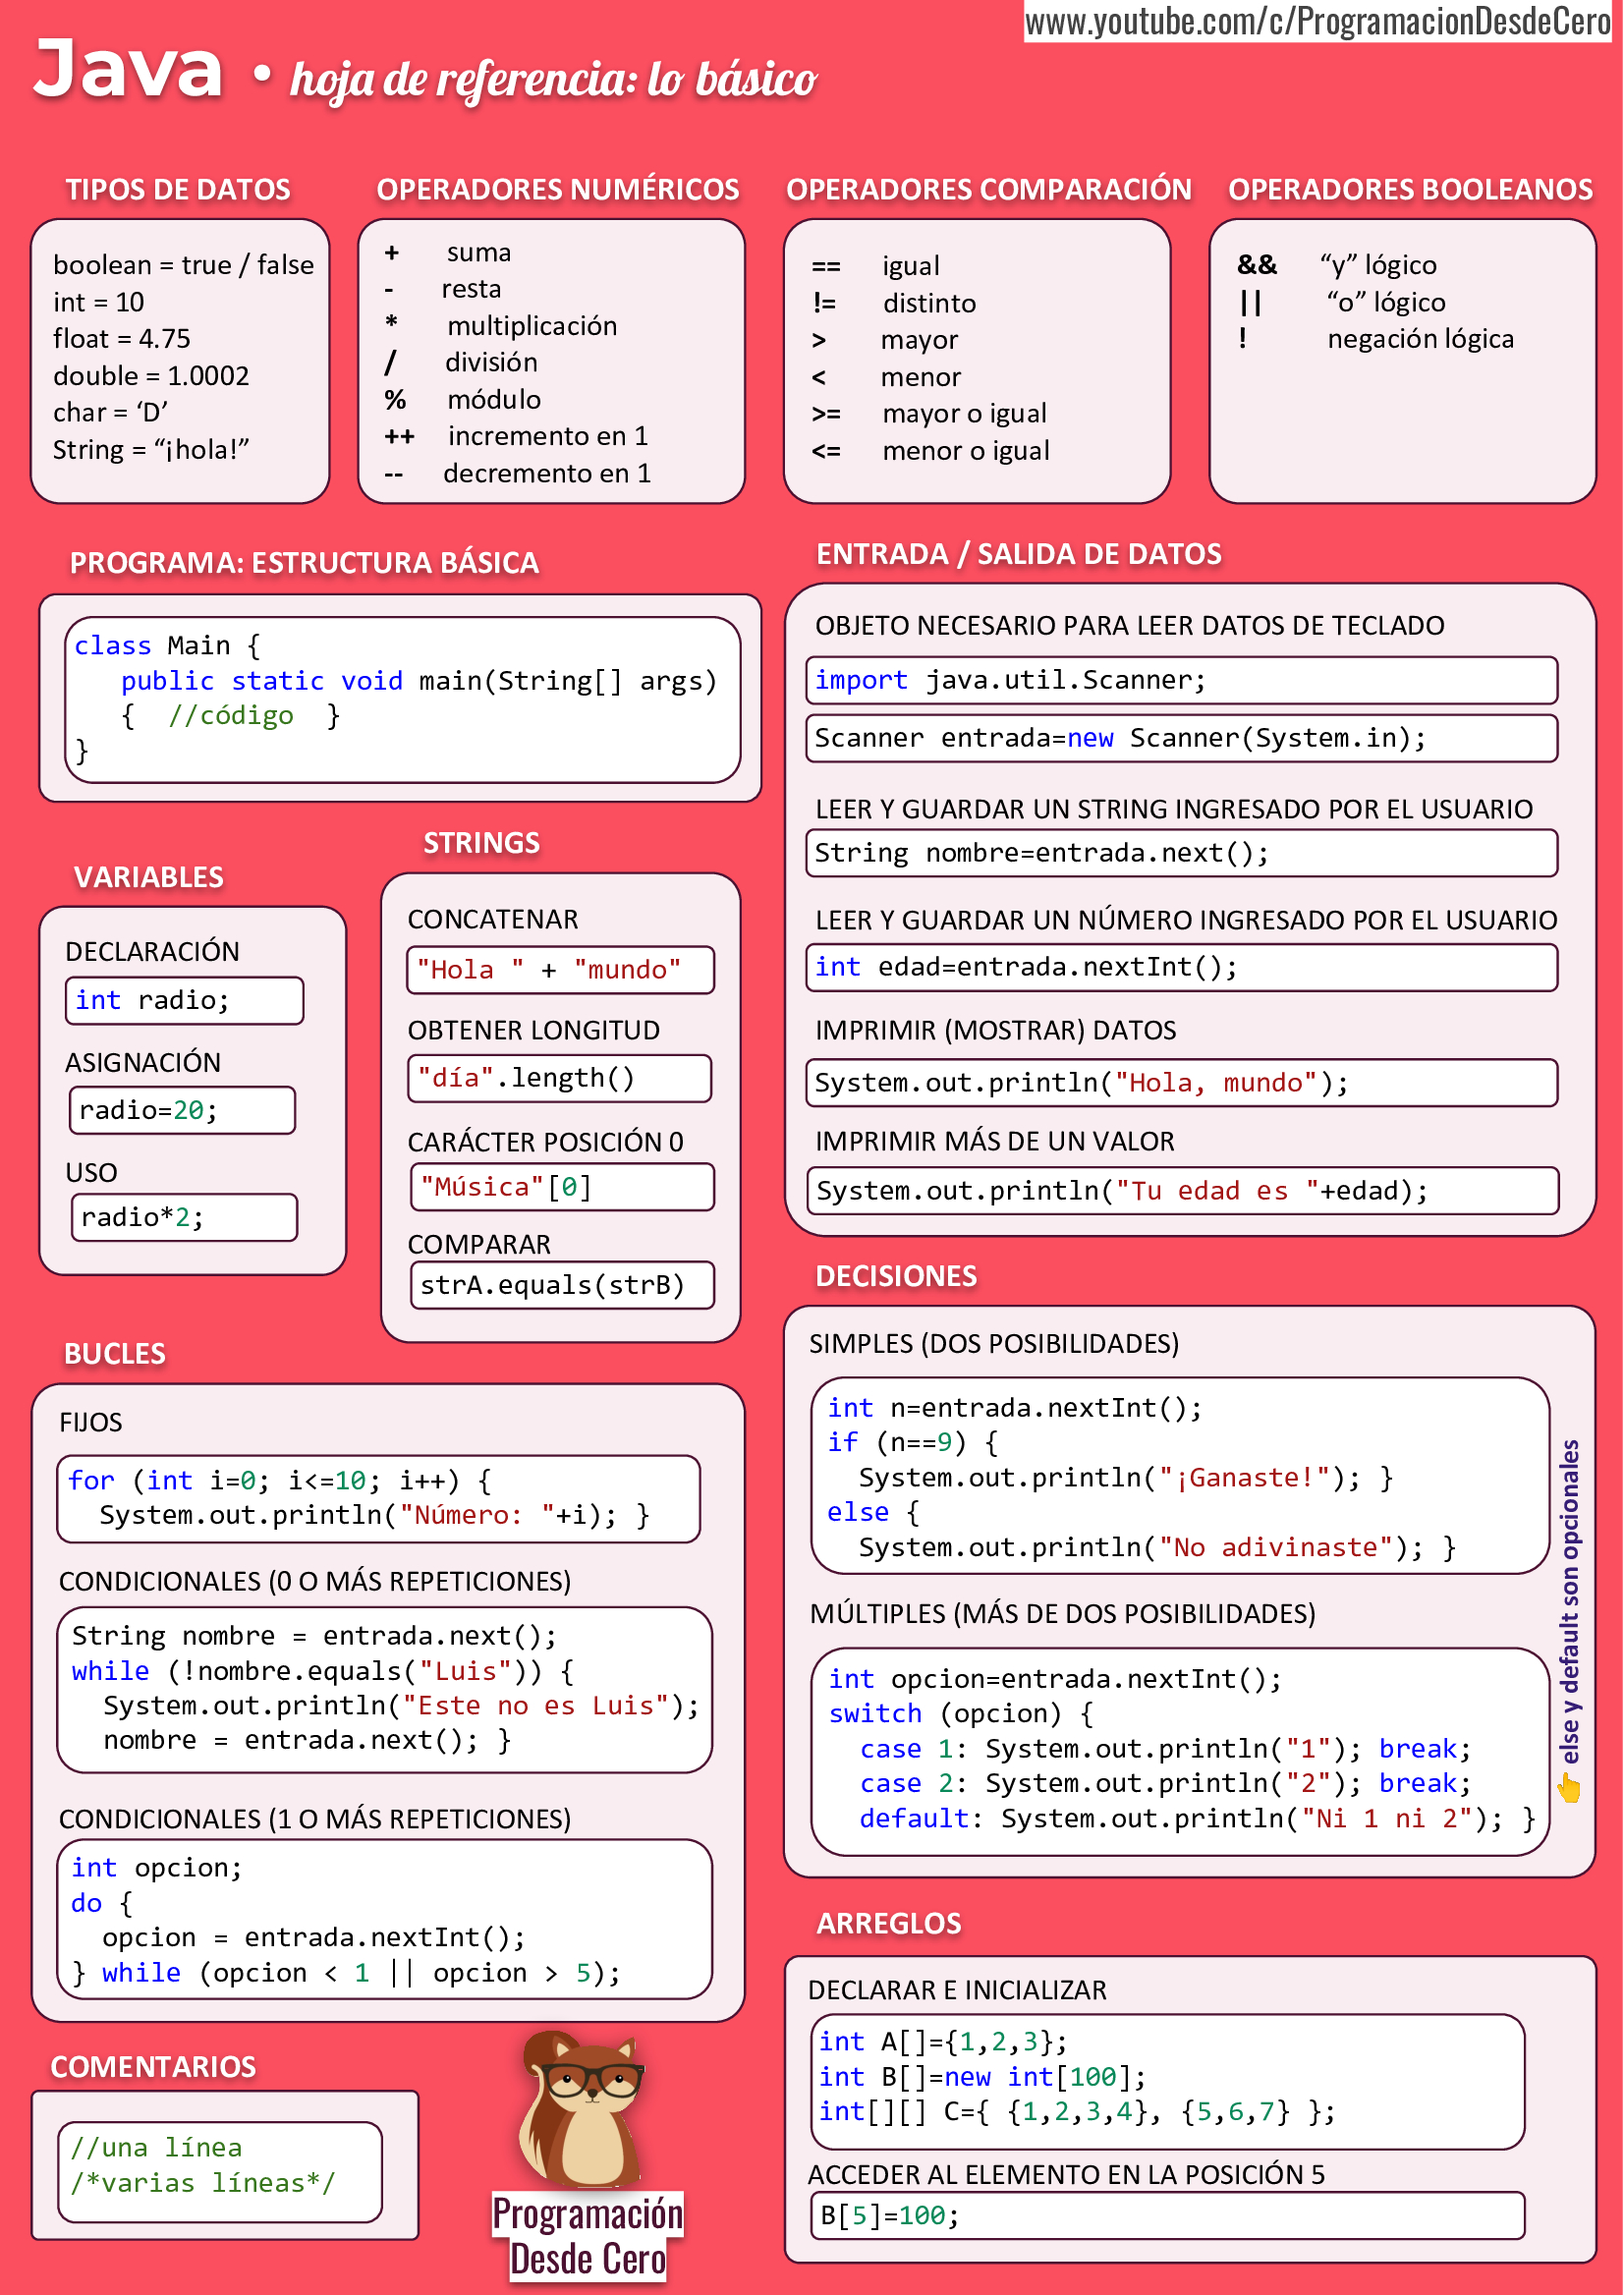 www.youtube.com/c/ProgramacionDesdeCero
Java • hoja de referencia: lo básico
TIPOS DE DATOS
boolean = true / false
int = 10
float = 4.75
double = 1.0002
char = ‘D’
String = “¡hola!”
OPERADORES NUMÉRICOS
+ suma
- resta
* multiplicación
/ división
% módulo
++ incremento en 1
-- decremento en 1
OPERADORES COMPARACIÓN
== igual
!= distinto
> mayor
< menor
>= mayor o igual
<= menor o igual
OPERADORES BOOLEANOS
&& “y” lógico
|| “o” lógico
! negación lógica
PROGRAMA: ESTRUCTURA BÁSICA
class Main {
public static void main(String[] args)
{ //código }
}
ENTRADA / SALIDA DE DATOS
OBJETO NECESARIO PARA LEER DATOS DE TECLADO
import java.util.Scanner;
Scanner entrada=new Scanner(System.in);
LEER Y GUARDAR UN STRING INGRESADO POR EL USUARIO
String nombre=entrada.next();
LEER Y GUARDAR UN NÚMERO INGRESADO POR EL USUARIO
int edad=entrada.nextInt();
IMPRIMIR (MOSTRAR) DATOS
System.out.println("Hola, mundo");
IMPRIMIR MÁS DE UN VALOR
System.out.println("Tu edad es "+edad);
VARIABLES
DECLARACIÓN
int radio;
ASIGNACIÓN
radio=20;
USO
radio*2;
STRINGS
CONCATENAR
"Hola " + "mundo"
OBTENER LONGITUD
"día".length()
CARÁCTER POSICIÓN 0
"Música"[0]
COMPARAR
strA.equals(strB)
BUCLES
FIJOS
for (int i=0; i<=10; i++) {
System.out.println("Número: "+i); }
CONDICIONALES (0 O MÁS REPETICIONES)
String nombre = entrada.next();
while (!nombre.equals("Luis")) {
System.out.println("Este no es Luis");
nombre = entrada.next(); }
CONDICIONALES (1 O MÁS REPETICIONES)
int opcion;
do {
opcion = entrada.nextInt();
} while (opcion < 1 || opcion > 5);
DECISIONES
SIMPLES (DOS POSIBILIDADES)
int n=entrada.nextInt();
if (n==9) {
System.out.println("¡Ganaste!"); }
else {
System.out.println("No adivinaste"); }
MÚLTIPLES (MÁS DE DOS POSIBILIDADES)
int opcion=entrada.nextInt();
switch (opcion) {
case 1: System.out.println("1"); break;
case 2: System.out.println("2"); break;
default: System.out.println("Ni 1 ni 2"); }
👆 else y default son opcionales
ARREGLOS
DECLARAR E INICIALIZAR
int A[]={1,2,3};
int B[]=new int[100];
int[][] C={ {1,2,3,4}, {5,6,7} };
ACCEDER AL ELEMENTO EN LA POSICIÓN 5
B[5]=100;
COMENTARIOS
//una línea
/*varias líneas*/
Programación
Desde Cero